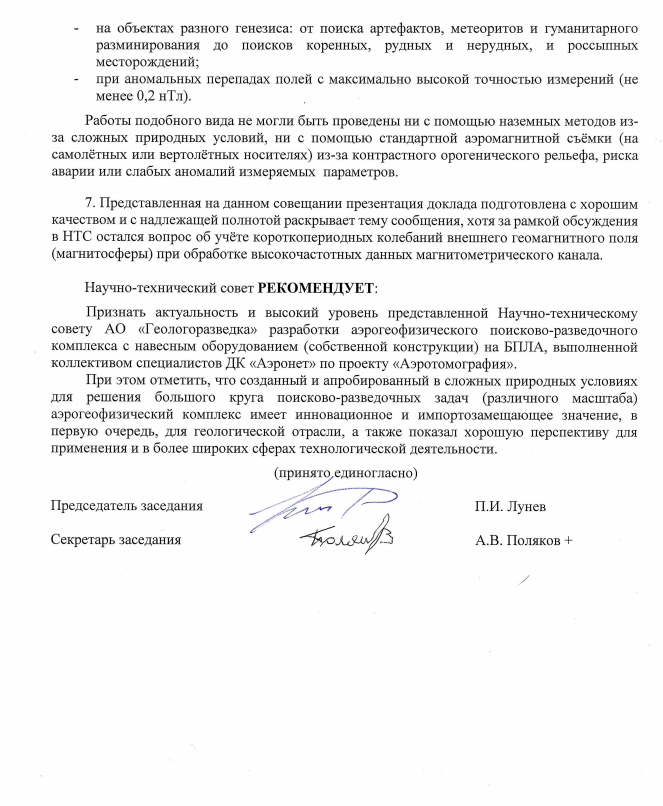 - на объектах разного генезиса: от поиска артефактов, метеоритов и гуманитарного
разминирования до поисков коренных, рудных и нерудных, и россыпных
месторождений;
- при аномальных перепадах полей с максимально высокой точностью измерений (не
менее 0,2 нТл).
Работы подобного вида не могли быть проведены ни с помощью наземных методов из-
за сложных природных условий, ни с помощью стандартной аэромагнитной съёмки (на
самолётных или вертолётных носителях) из-за контрастного орогенического рельефа, риска
аварии или слабых аномалий измеряемых параметров.
7. Представленная на данном совещании презентация доклада подготовлена с хорошим
качеством и с надлежащей полнотой раскрывает тему сообщения, хотя за рамкой обсуждения
в НТС остался вопрос об учёте короткопериодных колебаний внешнего геомагнитного поля
(магнитосферы) при обработке высокочастотных данных магнитометрического канала.
Научно-технический совет РЕКОМЕНДУЕТ:
Признать актуальность и высокий уровень представленной Научно-техническому
совету АО «Геологоразведка» разработки аэрогеофизического поисково-разведочного
комплекса с навесным оборудованием (собственной конструкции) на БПЛА, выполненной
коллективом специалистов ДК «Аэронет» по проекту «Аэротомография».
При этом отметить, что созданный и апробированный в сложных природных условиях
для решения большого круга поисково-разведочных задач (различного масштаба)
аэрогеофизический комплекс имеет инновационное и импортозамещающее значение, в
первую очередь, для геологической отрасли, а также показал хорошую перспективу для
применения и в более широких сферах технологической деятельности.
(принято единогласно)
Председатель заседания П.И. Лунев
Секретарь заседания А.В. Поляков +